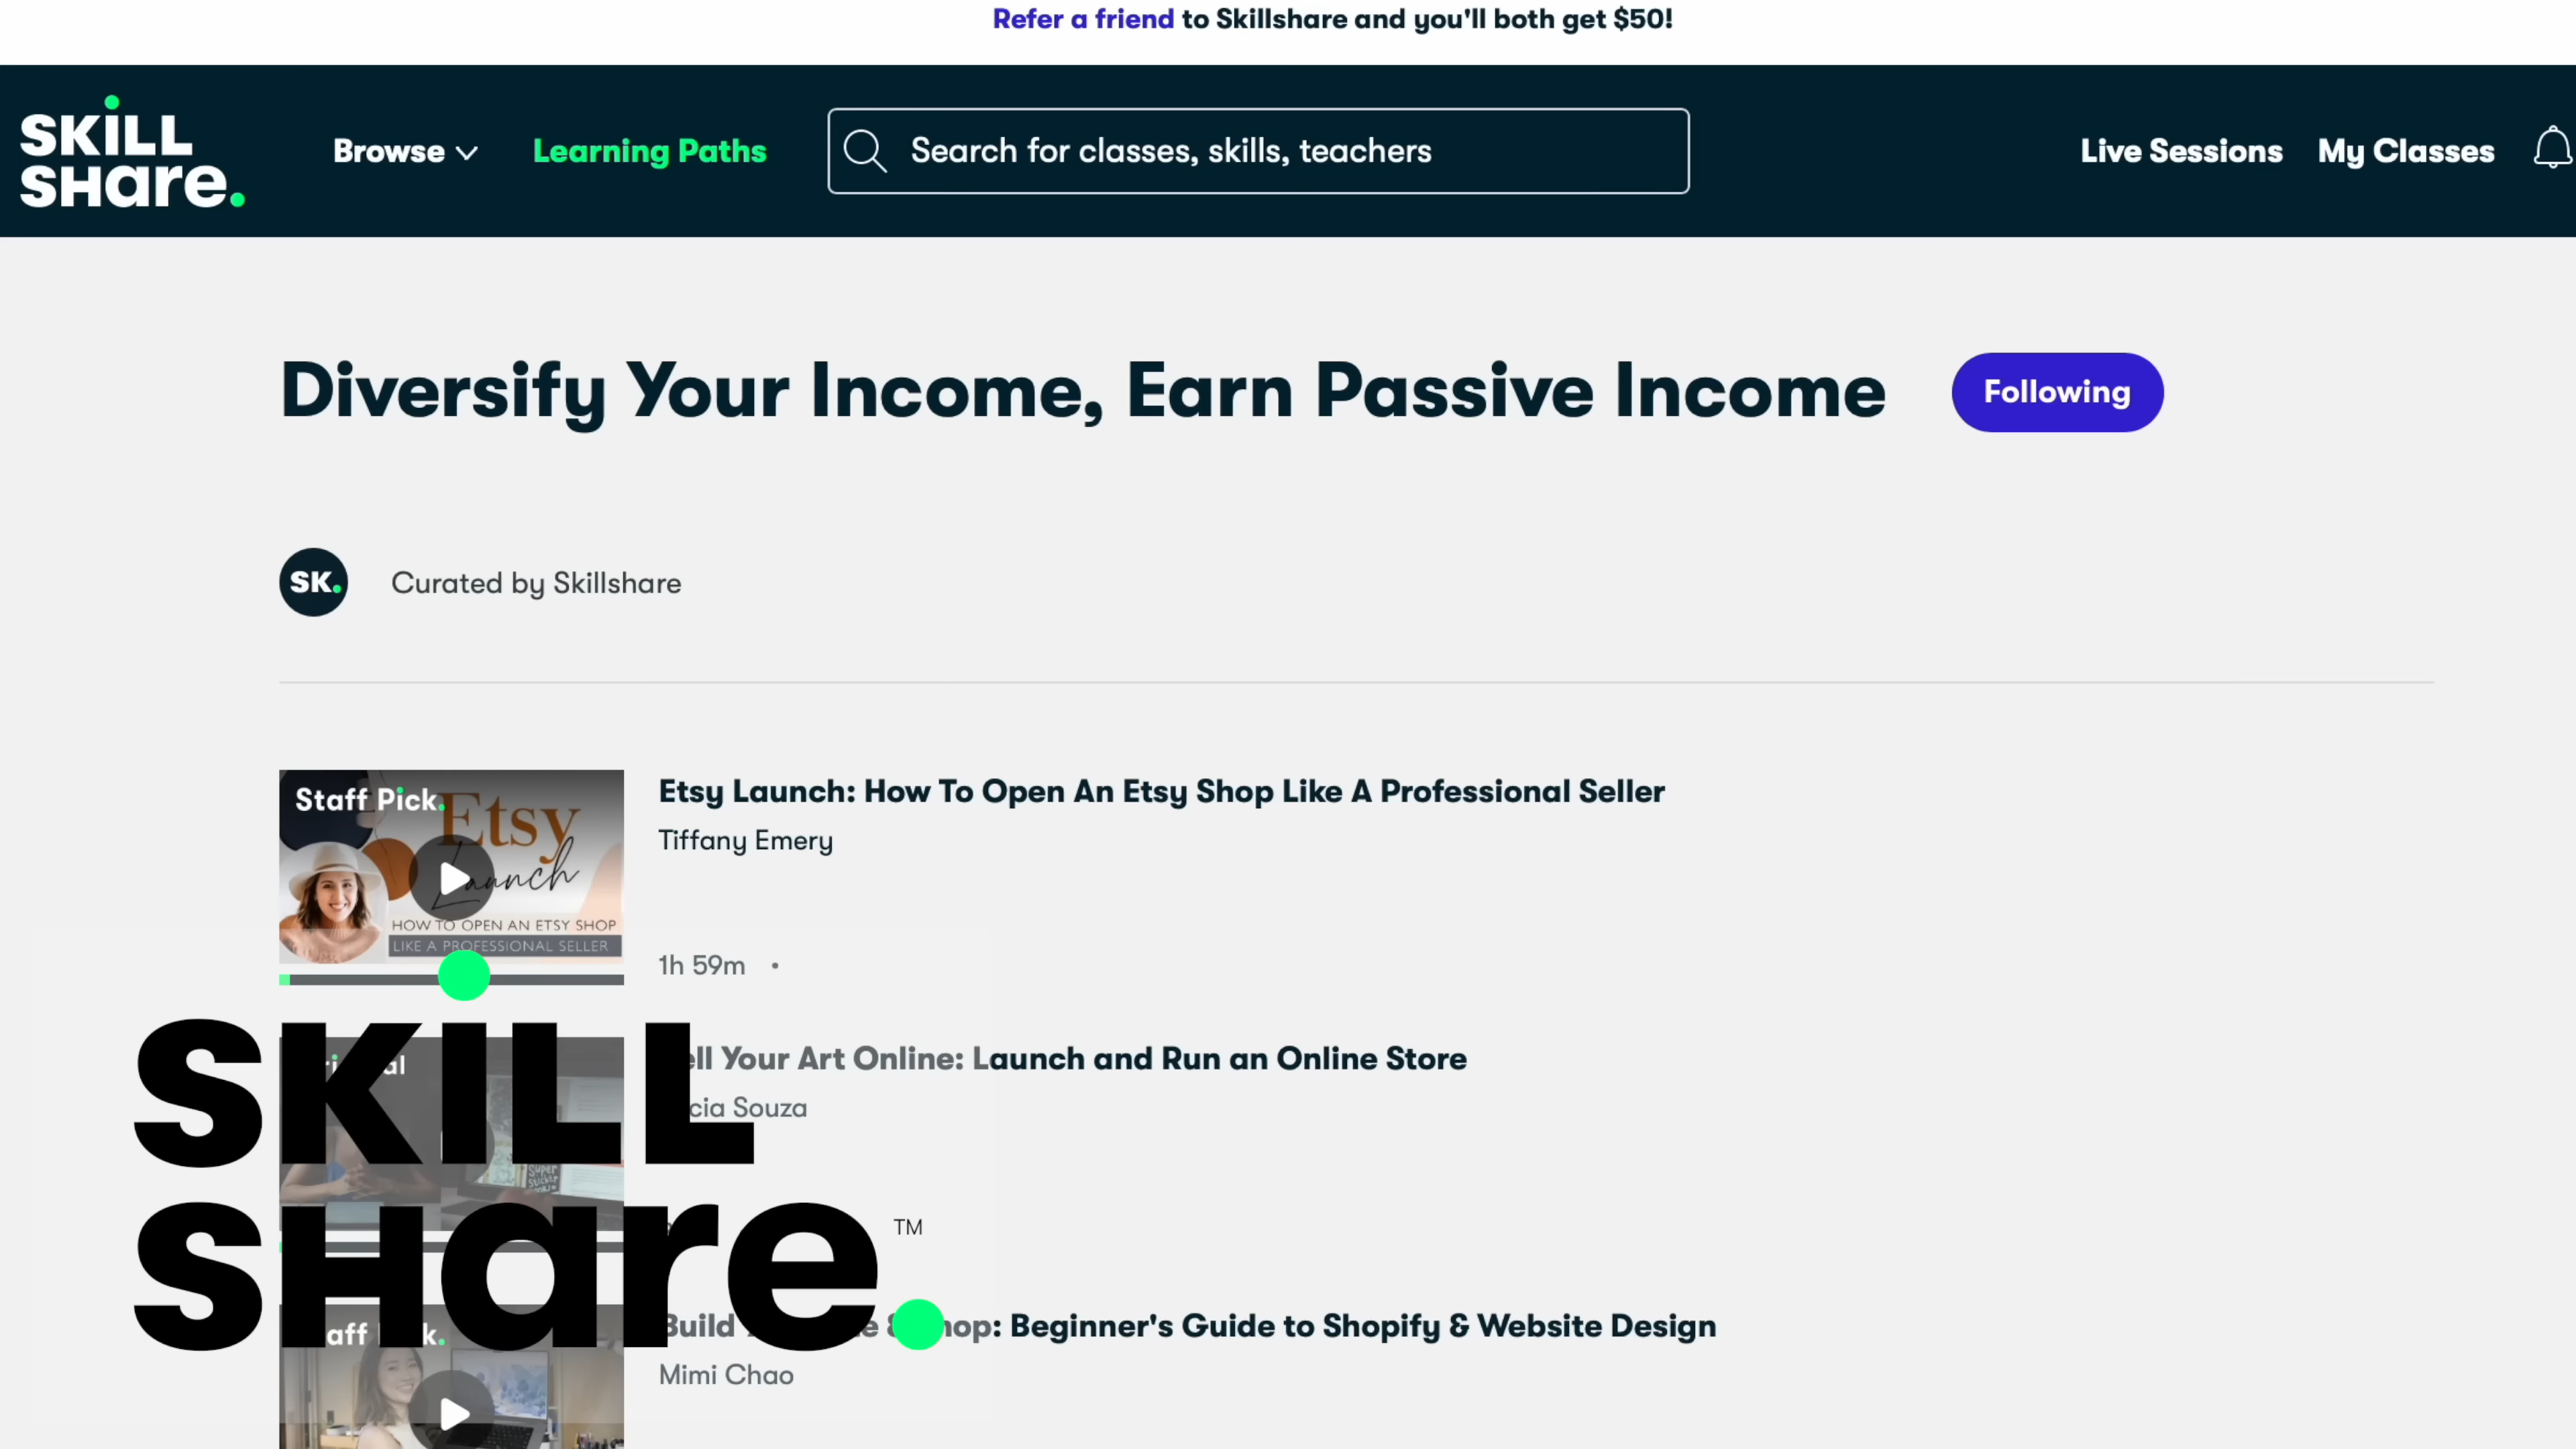 Refer a friend to Skillshare and you'll both get $50!
SKiLL
SHare.
Browse
Learning Paths
Search for classes, skills, teachers
Live Sessions
My Classes
Diversify Your Income, Earn Passive Income
Following
SK.
Curated by Skillshare
Staff Pick.
Etsy
Launch
HOW TO OPEN AN ETSY SHOP
LIKE A PROFESSIONAL SELLER
Etsy Launch: How To Open An Etsy Shop Like A Professional Seller
Tiffany Emery
1h 59m •
Your Art Online: Launch and Run an Online Store
Souza
SUPER
STICKER
BOOK
SKiLL
SHare.
TM
Build : Beginner's Guide to Shopify & Website Design
Mimi Chao